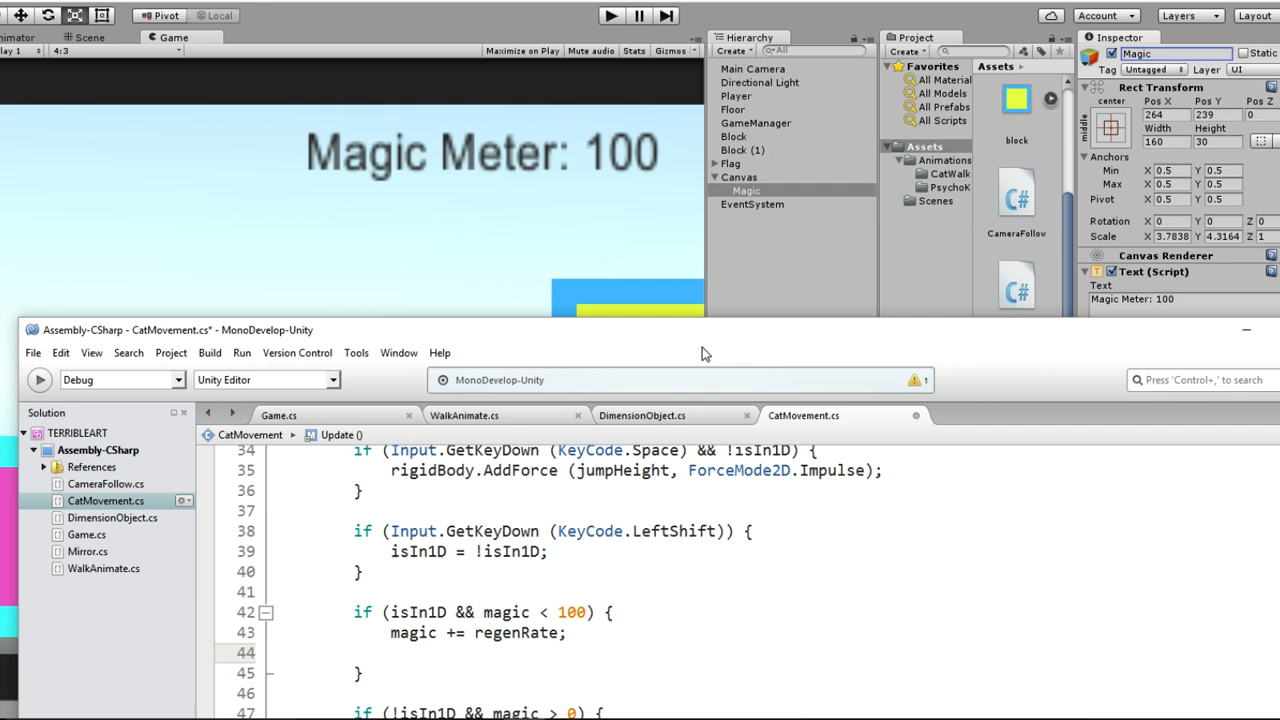 Pivot Local Account Layers Layout
nimator Scene Game Hierarchy Project Inspector
play 1 4:3 Maximize on Play Mute audio Stats Gizmos Create All Create Magic Static
Tag Untagged Layer UI
Magic Meter: 100
Main Camera
Directional Light
Player
Floor
GameManager
Block
Block (1)
Flag
Canvas
Magic
EventSystem
Favorites
All Material
All Models
All Prefabs
All Scripts
Assets
Animations
CatWalk
PsychoK
Scenes
Assets
block
C#
CameraFollow
C#
Rect Transform
center Pos X Pos Y Pos Z
middle 264 239 0
Width Height
160 30
Anchors
Min X 0.5 Y 0.5
Max X 0.5 Y 0.5
Pivot X 0.5 Y 0.5
Rotation X 0 Y 0 Z 0
Scale X 3.7838 Y 4.3164 Z 1
Canvas Renderer
Text (Script)
Text
Magic Meter: 100
Assembly-CSharp - CatMovement.cs* - MonoDevelop-Unity
File Edit View Search Project Build Run Version Control Tools Window Help
Debug Unity Editor MonoDevelop-Unity 1 Press 'Control+,' to search
Solution
TERRIBLEART
Assembly-CSharp
References
CameraFollow.cs
CatMovement.cs
DimensionObject.cs
Game.cs
Mirror.cs
WalkAnimate.cs
Game.cs WalkAnimate.cs DimensionObject.cs CatMovement.cs
CatMovement Update ()
34 if (Input.GetKeyDown (KeyCode.Space) && !isIn1D) {
35 rigidBody.AddForce (jumpHeight, ForceMode2D.Impulse);
36 }
37
38 if (Input.GetKeyDown (KeyCode.LeftShift)) {
39 isIn1D = !isIn1D;
40 }
41
42 if (isIn1D && magic < 100) {
43 magic += regenRate;
44
45 }
46
47 if (!isIn1D && magic > 0) {